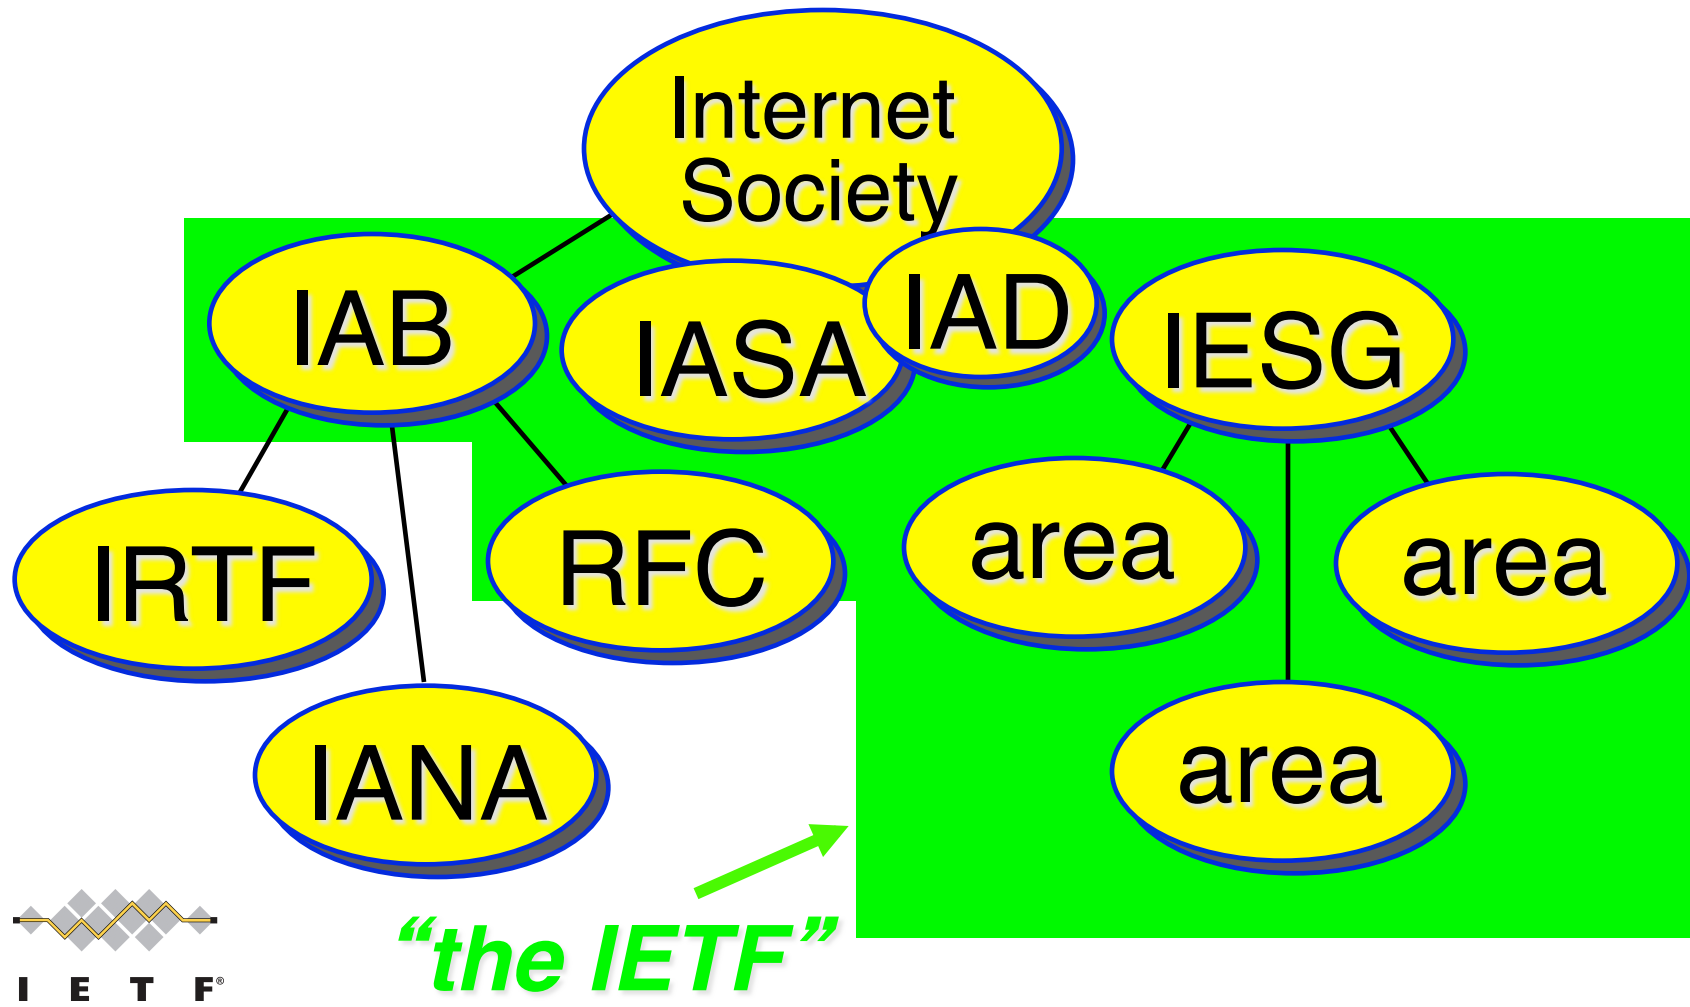 Internet
Society
IAB
IASA
IAD
IESG
IRTF
RFC
area
area
IANA
area
“the IETF”
I E T F®